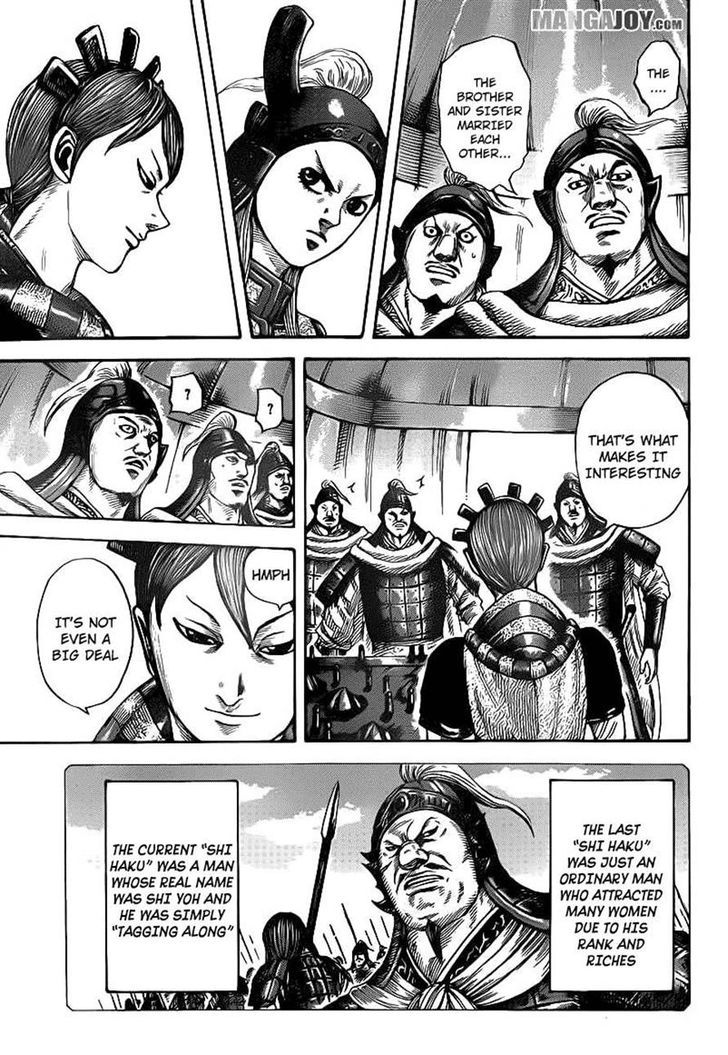 MANGAJOY.COM
THE
....
THE
BROTHER
AND SISTER
MARRIED
EACH
OTHER...
THAT'S WHAT
MAKES IT
INTERESTING
?
?
HMPH
IT'S NOT
EVEN A
BIG DEAL
THE LAST
"SHI HAKU"
WAS JUST AN
ORDINARY MAN
WHO ATTRACTED
MANY WOMEN
DUE TO HIS
RANK AND
RICHES
THE CURRENT "SHI
HAKU" WAS A MAN
WHOSE REAL NAME
WAS SHI YOH AND
HE WAS SIMPLY
"TAGGING ALONG"